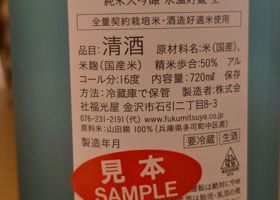 純米大吟醸 氷温貯蔵 生
全量契約栽培米・酒造好適米使用
品目：清酒 原材料名：米（国産）、
米麹（国産米） 精米歩合：50% アル
コール分：16度 内容量：720㎖
保管方法：冷蔵庫で保管 製造者：株式会
社福光屋 金沢市石引二丁目8-3
076-231-2191（代） www.fukumitsuya.co.jp
原料米：山田錦 100%（兵庫県多可町中区産）
製造年月
要冷蔵 生酒
見本
SAMPLE
KOSHER